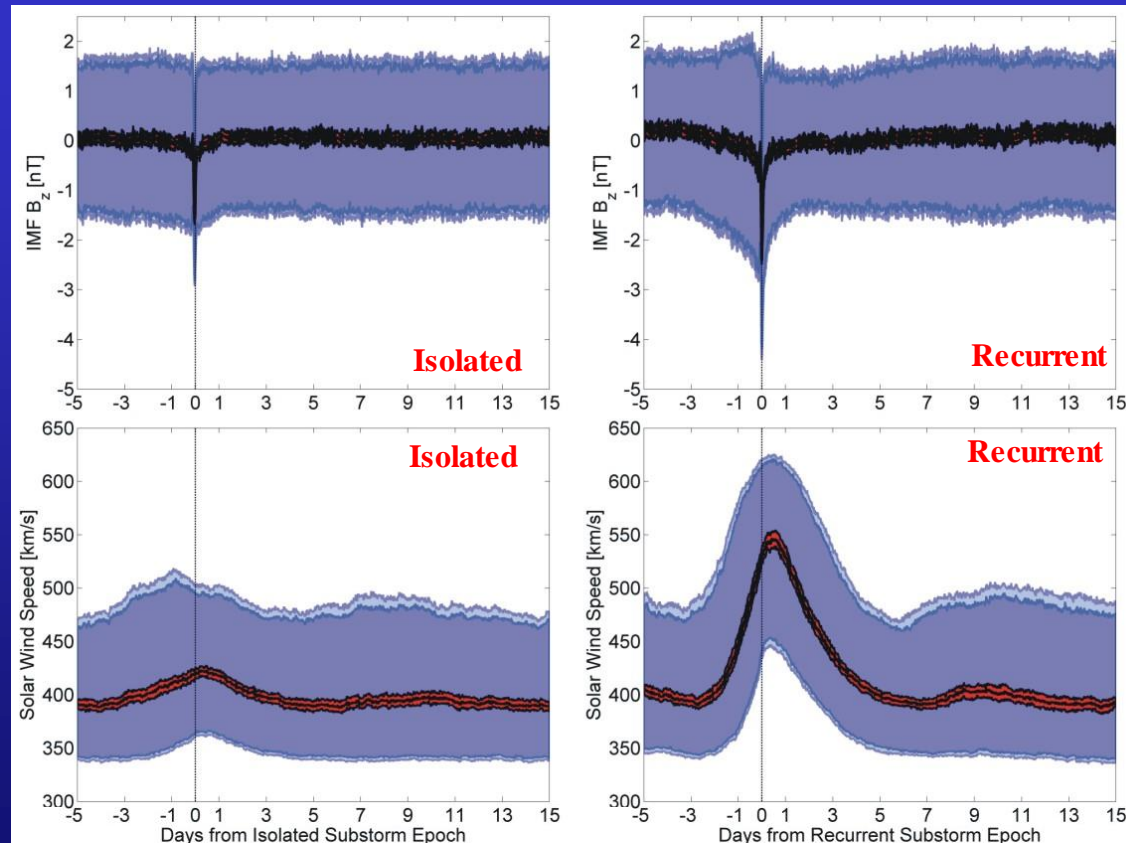 2
1
0
-1
-2
-3
-4
-5
IMF Bz [nT]
Isolated
-5 -3 -1 0 1 3 5 7 9 11 13 15
2
1
0
-1
-2
-3
-4
-5
IMF Bz [nT]
Recurrent
-5 -3 -1 0 1 3 5 7 9 11 13 15
650
600
550
500
450
400
350
300
Solar Wind Speed [km/s]
Isolated
-5 -3 -1 0 1 3 5 7 9 11 13 15
Days from Isolated Substorm Epoch
650
600
550
500
450
400
350
300
Solar Wind Speed [km/s]
Recurrent
-5 -3 -1 0 1 3 5 7 9 11 13 15
Days from Recurrent Substorm Epoch